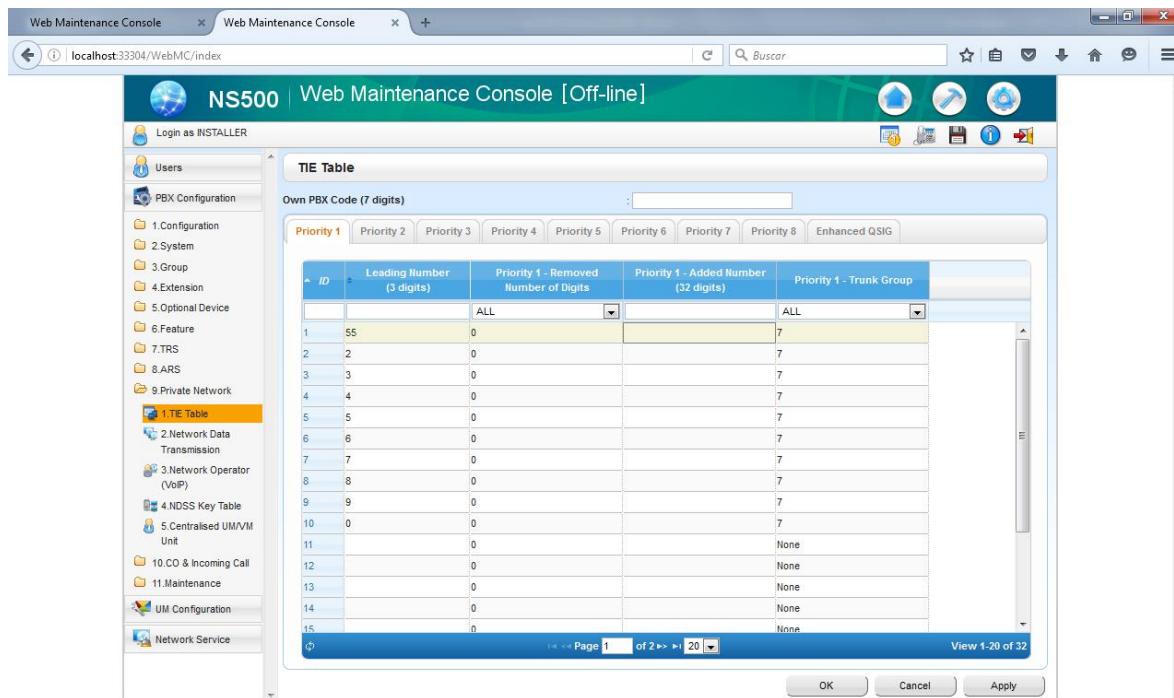 Web Maintenance Console × Web Maintenance Console × +
localhost:33304/WebMC/index Buscar
NS500 Web Maintenance Console [Off-line]
Login as INSTALLER
Users
PBX Configuration
1.Configuration
2.System
3.Group
4.Extension
5.Optional Device
6.Feature
7.TRS
8.ARS
9.Private Network
1.TIE Table
2.Network Data
Transmission
3.Network Operator
(VoIP)
4.NDSS Key Table
5.Centralised UM/VM
Unit
10.CO & Incoming Call
11.Maintenance
UM Configuration
Network Service
TIE Table
Own PBX Code (7 digits) :
Priority 1 Priority 2 Priority 3 Priority 4 Priority 5 Priority 6 Priority 7 Priority 8 Enhanced QSIG
ID Leading Number (3 digits) Priority 1 - Removed Number of Digits Priority 1 - Added Number (32 digits) Priority 1 - Trunk Group
ALL ALL
1 55 0 7
2 2 0 7
3 3 0 7
4 4 0 7
5 5 0 7
6 6 0 7
7 7 0 7
8 8 0 7
9 9 0 7
10 0 0 7
11 0 None
12 0 None
13 0 None
14 0 None
15 0 None
Page 1 of 2 20 View 1-20 of 32
OK Cancel Apply